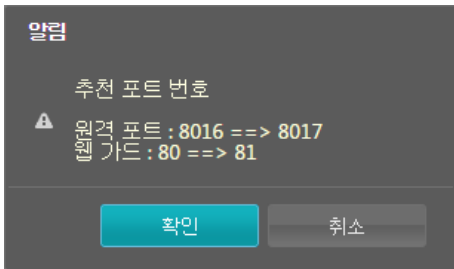 알림
추천 포트 번호
원격 포트 : 8016 ==> 8017
웹 가드 : 80 ==> 81
확인
취소